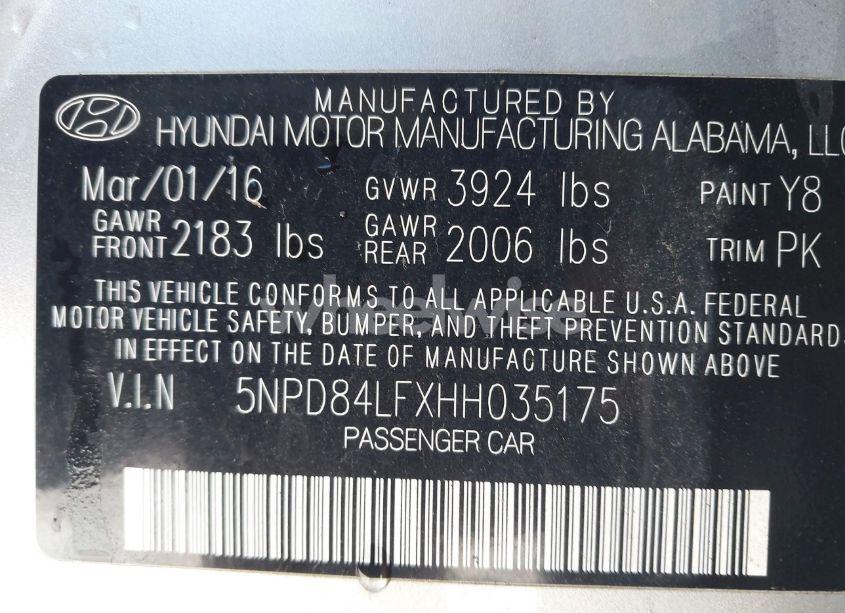 MANUFACTURED BY
HYUNDAI MOTOR MANUFACTURING ALABAMA, LLC
Mar/01/16 GVWR 3924 lbs PAINT Y8
GAWR FRONT 2183 lbs GAWR REAR 2006 lbs TRIM PK
THIS VEHICLE CONFORMS TO ALL APPLICABLE U.S.A. FEDERAL
MOTOR VEHICLE SAFETY, BUMPER, AND THEFT PREVENTION STANDARDS
IN EFFECT ON THE DATE OF MANUFACTURE SHOWN ABOVE
V.I.N 5NPD84LFXHH035175
PASSENGER CAR